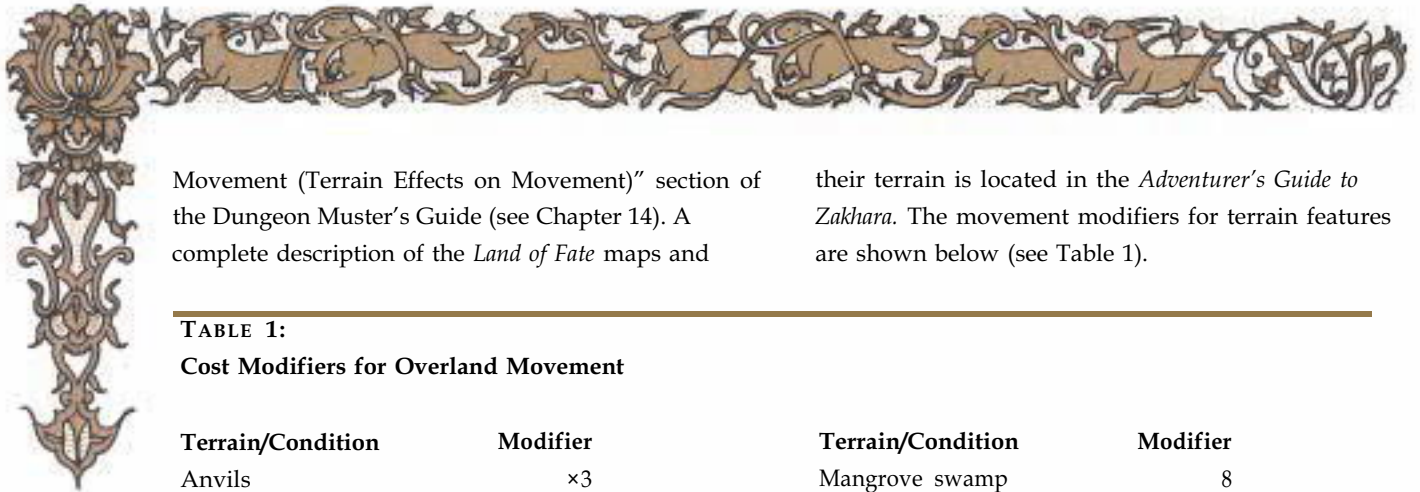 Movement (Terrain Effects on Movement)” section of
the Dungeon Muster’s Guide (see Chapter 14). A
complete description of the Land of Fate maps and
their terrain is located in the Adventurer’s Guide to
Zakhara. The movement modifiers for terrain features
are shown below (see Table 1).
TABLE 1:
Cost Modifiers for Overland Movement
Terrain/Condition Modifier
Anvils ×3
Terrain/Condition Modifier
Mangrove swamp 8